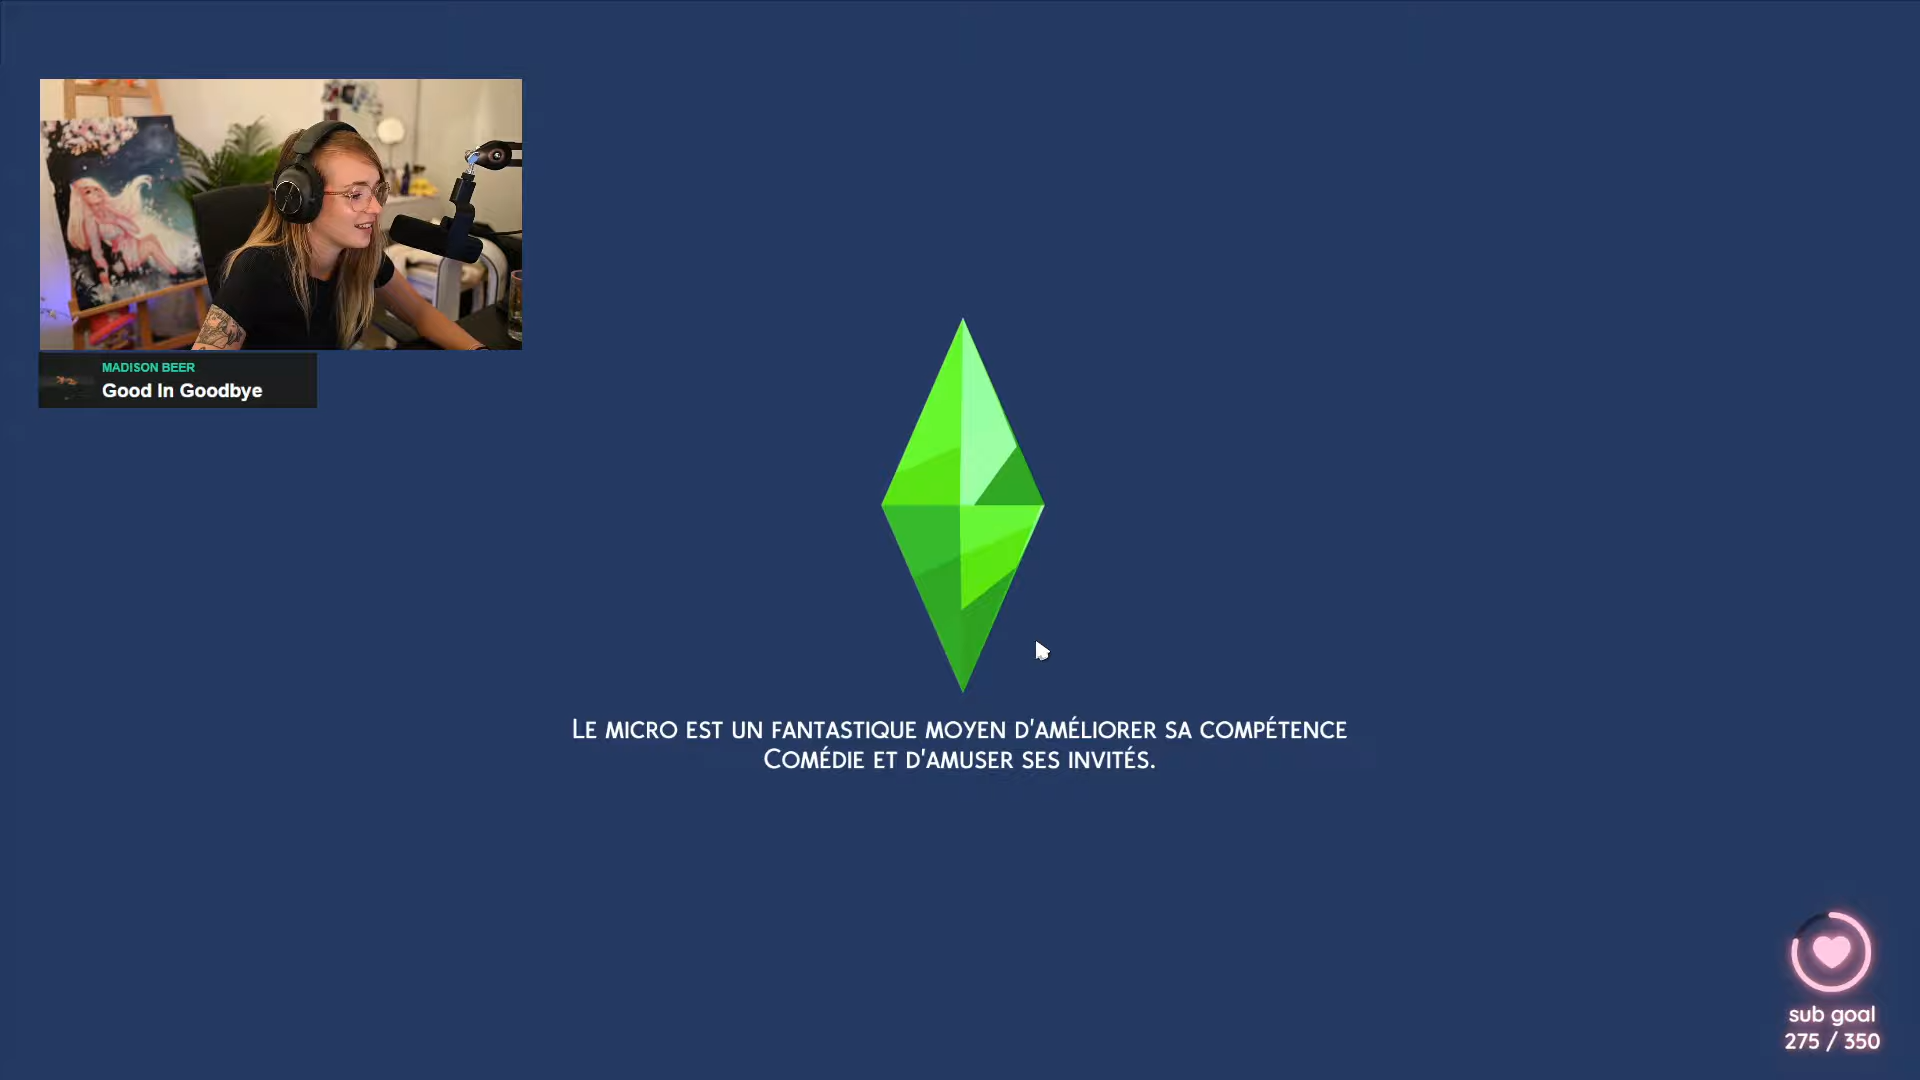 MADISON BEER
Good In Goodbye
Le micro est un fantastique moyen d'améliorer sa compétence
Comédie et d'amuser ses invités.
sub goal
275 / 350